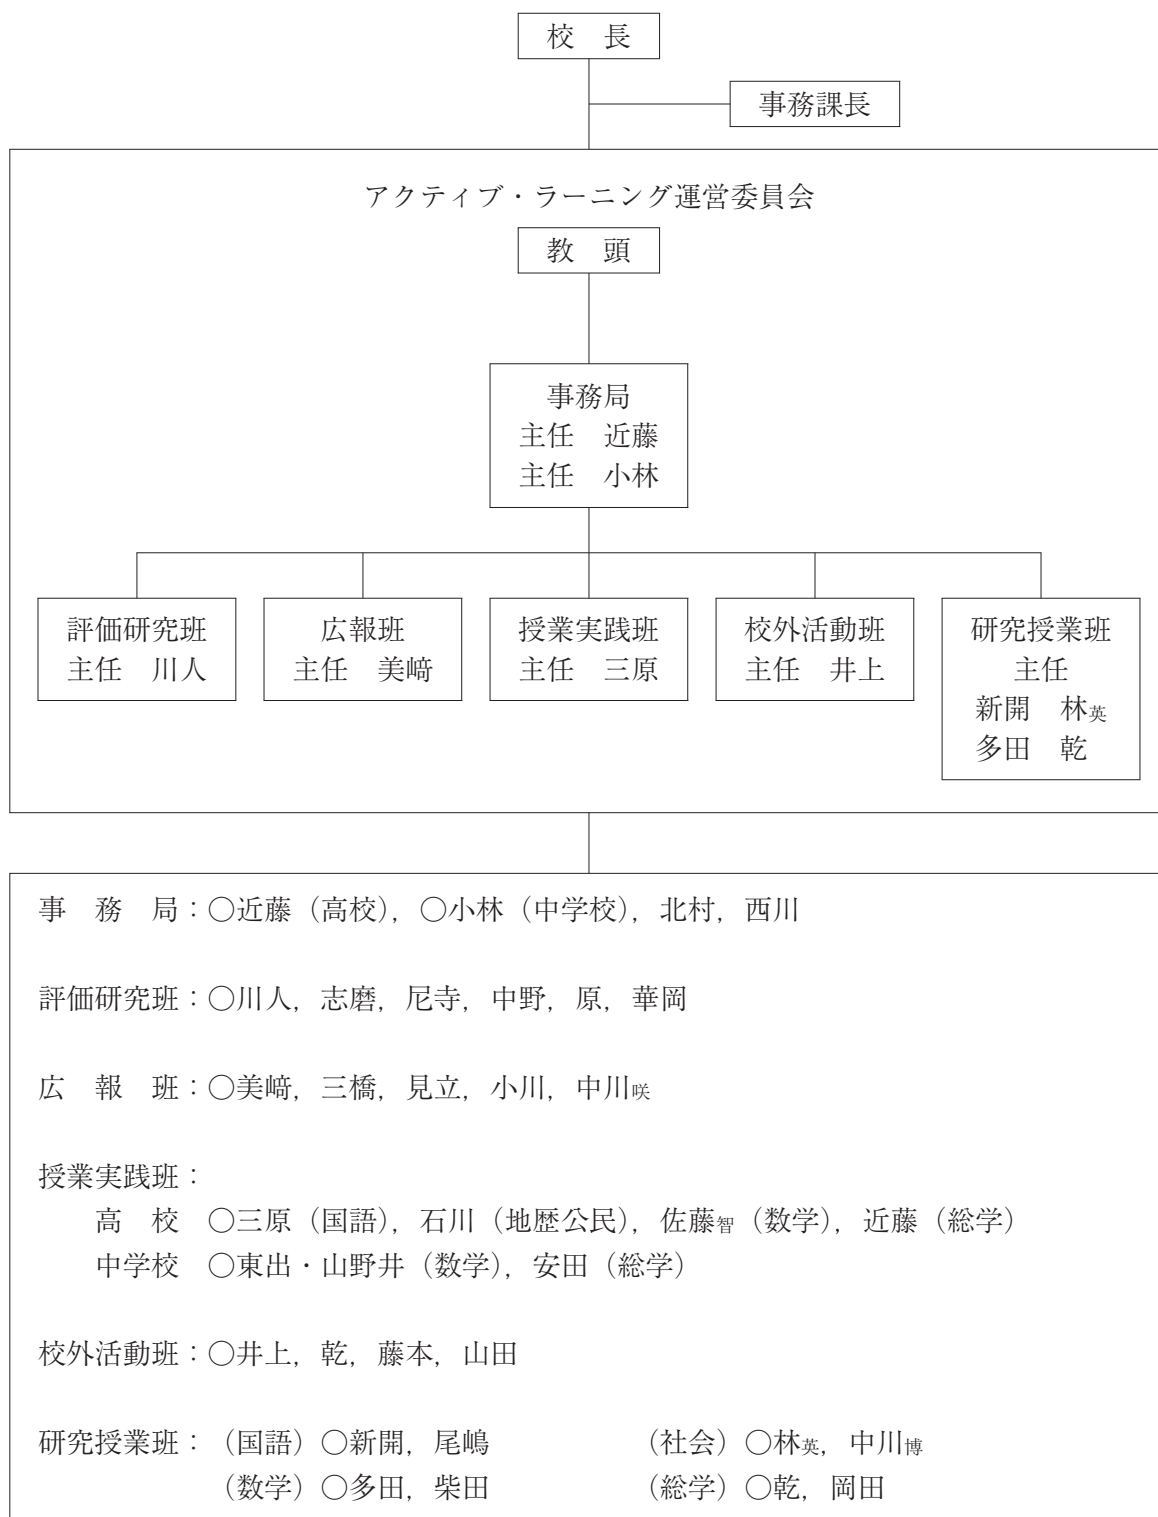 校　長
事務課長
アクティブ・ラーニング運営委員会
教　頭
事務局
主任　近藤
主任　小林
評価研究班
主任　川人
広報班
主任　美﨑
授業実践班
主任　三原
校外活動班
主任　井上
研究授業班
主任
新開　林英
多田　乾
事　務　局：○近藤（高校），○小林（中学校），北村，西川
評価研究班：○川人，志磨，尼寺，中野，原，華岡
広　報　班：○美﨑，三橋，見立，小川，中川咲
授業実践班：
高　校　○三原（国語），石川（地歴公民），佐藤智（数学），近藤（総学）
中学校　○東出・山野井（数学），安田（総学）
校外活動班：○井上，乾，藤本，山田
研究授業班：（国語）○新開，尾嶋　（社会）○林英，中川博
（数学）○多田，柴田　（総学）○乾，岡田